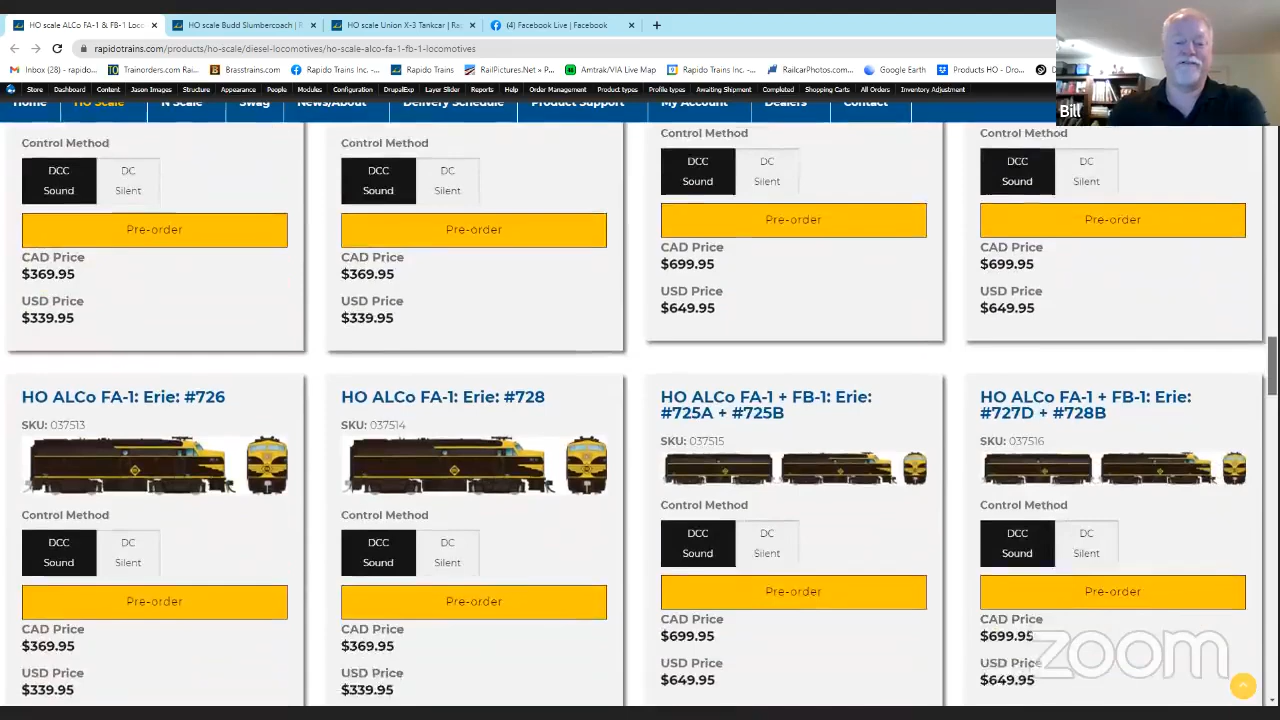 HO scale ALCo FA-1 & FB-1 Loco
HO scale Budd Slumbercoach | R
HO scale Union X-3 Tankcar | Ra
(4) Facebook Live | Facebook
rapidotrains.com/products/ho-scale/diesel-locomotives/ho-scale-alco-fa-1-fb-1-locomotives
Inbox (28) - rapido... Trainorders.com Rai... Brasstrains.com Rapido Trains Inc. -... Rapido Trains RailPictures.Net » P... Amtrak/VIA Live Map Rapido Trains Inc. -... RailcarPhotos.com... Google Earth Products HO - Dro...
Store Dashboard Content Jason Images Structure Appearance People Modules Configuration DrupalExp Layer Slider Reports Help Order Management Product types Profile types Awaiting Shipment Completed Shopping Carts All Orders Inventory Adjustment
Home HO Scale N Scale Swag News/About Delivery Schedule Product Support My Account Dealers Contact
Bill
Control Method Control Method Control Method Control Method
DCC Sound DC Silent DCC Sound DC Silent DCC Sound DC Silent DCC Sound DC Silent
Pre-order Pre-order Pre-order Pre-order
CAD Price CAD Price CAD Price CAD Price
$369.95 $369.95 $699.95 $699.95
USD Price USD Price USD Price USD Price
$339.95 $339.95 $649.95 $649.95
HO ALCo FA-1: Erie: #726
SKU: 037513
Control Method
DCC DC
Sound Silent
Pre-order
CAD Price
$369.95
USD Price
$339.95
HO ALCo FA-1: Erie: #728
SKU: 037514
Control Method
DCC DC
Sound Silent
Pre-order
CAD Price
$369.95
USD Price
$339.95
HO ALCo FA-1 + FB-1: Erie:
#725A + #725B
SKU: 037515
Control Method
DCC DC
Sound Silent
Pre-order
CAD Price
$699.95
USD Price
$649.95
HO ALCo FA-1 + FB-1: Erie:
#727D + #728B
SKU: 037516
Control Method
DCC DC
Sound Silent
Pre-order
CAD Price
$699.95
USD Price
$649.95
zoom